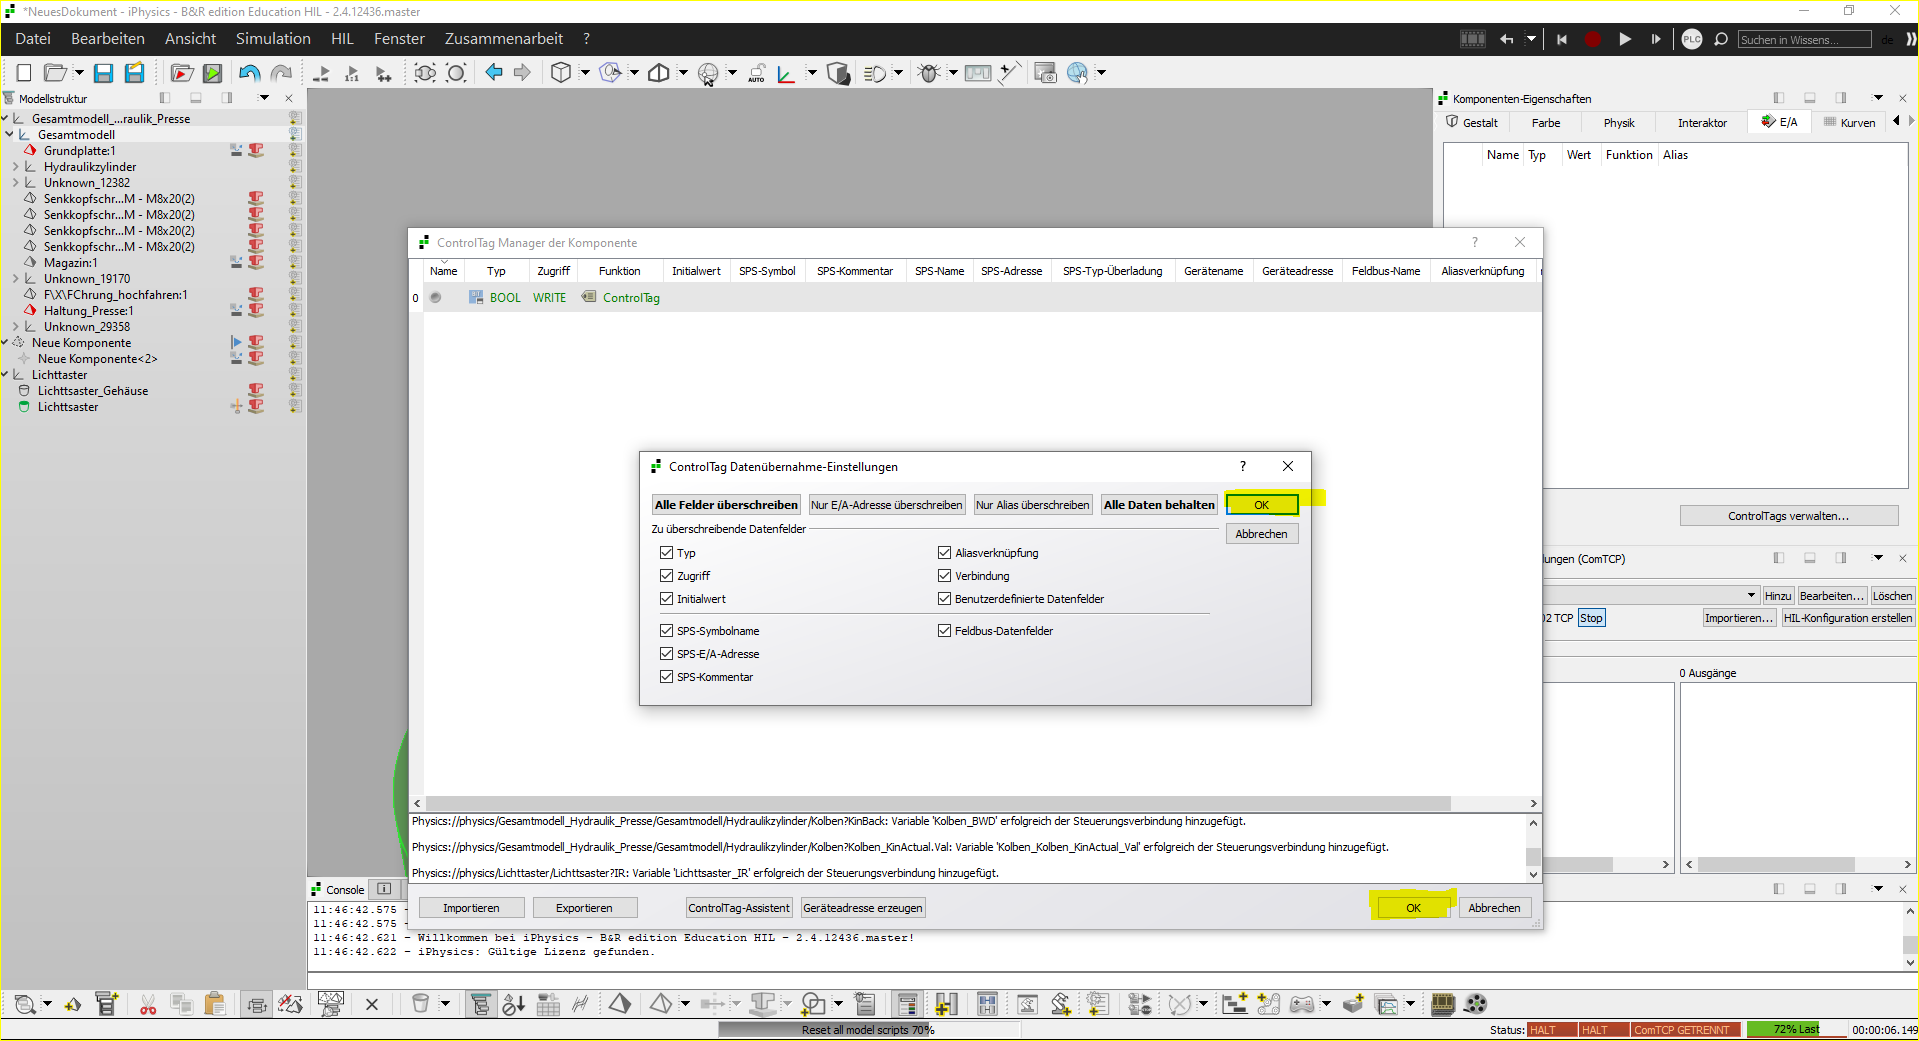 *NeuesDokument - iPhysics - B&R edition Education HIL - 2.4.12436.master
Datei Bearbeiten Ansicht Simulation HIL Fenster Zusammenarbeit ?
PLC Suchen in Wissens... de
1:1 AUTO
Modellstruktur
Gesamtmodell_...raulik_Presse
Gesamtmodell
Grundplatte:1
Hydraulikzylinder
Unknown_12382
Senkkopfschr...M - M8x20(2)
Senkkopfschr...M - M8x20(2)
Senkkopfschr...M - M8x20(2)
Senkkopfschr...M - M8x20(2)
Magazin:1
Unknown_19170
F\X\FChrung_hochfahren:1
Haltung_Presse:1
Unknown_29358
Neue Komponente
Neue Komponente<2>
Lichttaster
Lichttsaster_Gehäuse
Lichttsaster
Komponenten-Eigenschaften
Gestalt Farbe Physik Interaktor E/A Kurven
Name Typ Wert Funktion Alias
ControlTags verwalten...
lungen (ComTCP)
Hinzu Bearbeiten... Löschen
02 TCP Stop Importieren... HIL-Konfiguration erstellen
0 Ausgänge
ControlTag Manager der Komponente ?
Name Typ Zugriff Funktion Initialwert SPS-Symbol SPS-Kommentar SPS-Name SPS-Adresse SPS-Typ-Überladung Gerätename Geräteadresse Feldbus-Name Aliasverknüpfung
0 BOOL WRITE ControlTag
ControlTag Datenübernahme-Einstellungen ?
Alle Felder überschreiben Nur E/A-Adresse überschreiben Nur Alias überschreiben Alle Daten behalten OK
Zu überschreibende Datenfelder Abbrechen
Typ Aliasverknüpfung
Zugriff Verbindung
Initialwert Benutzerdefinierte Datenfelder
SPS-Symbolname Feldbus-Datenfelder
SPS-E/A-Adresse
SPS-Kommentar
Physics://physics/Gesamtmodell_Hydraulik_Presse/Gesamtmodell/Hydraulikzylinder/Kolben?KinBack: Variable 'Kolben_BWD' erfolgreich der Steuerungsverbindung hinzugefügt.
Physics://physics/Gesamtmodell_Hydraulik_Presse/Gesamtmodell/Hydraulikzylinder/Kolben?Kolben_KinActual.Val: Variable 'Kolben_Kolben_KinActual_Val' erfolgreich der Steuerungsverbindung hinzugefügt.
Physics://physics/Lichttaster/Lichttsaster?IR: Variable 'Lichttsaster_IR' erfolgreich der Steuerungsverbindung hinzugefügt.
Importieren Exportieren ControlTag-Assistent Geräteadresse erzeugen OK Abbrechen
Console
11:46:42.575 -
11:46:42.575 -
11:46:42.621 - Willkommen bei iPhysics - B&R edition Education HIL - 2.4.12436.master!
11:46:42.622 - iPhysics: Gültige Lizenz gefunden.
Reset all model scripts 70%
Status: HALT HALT ComTCP GETRENNT 72% Last 00:00:06.149